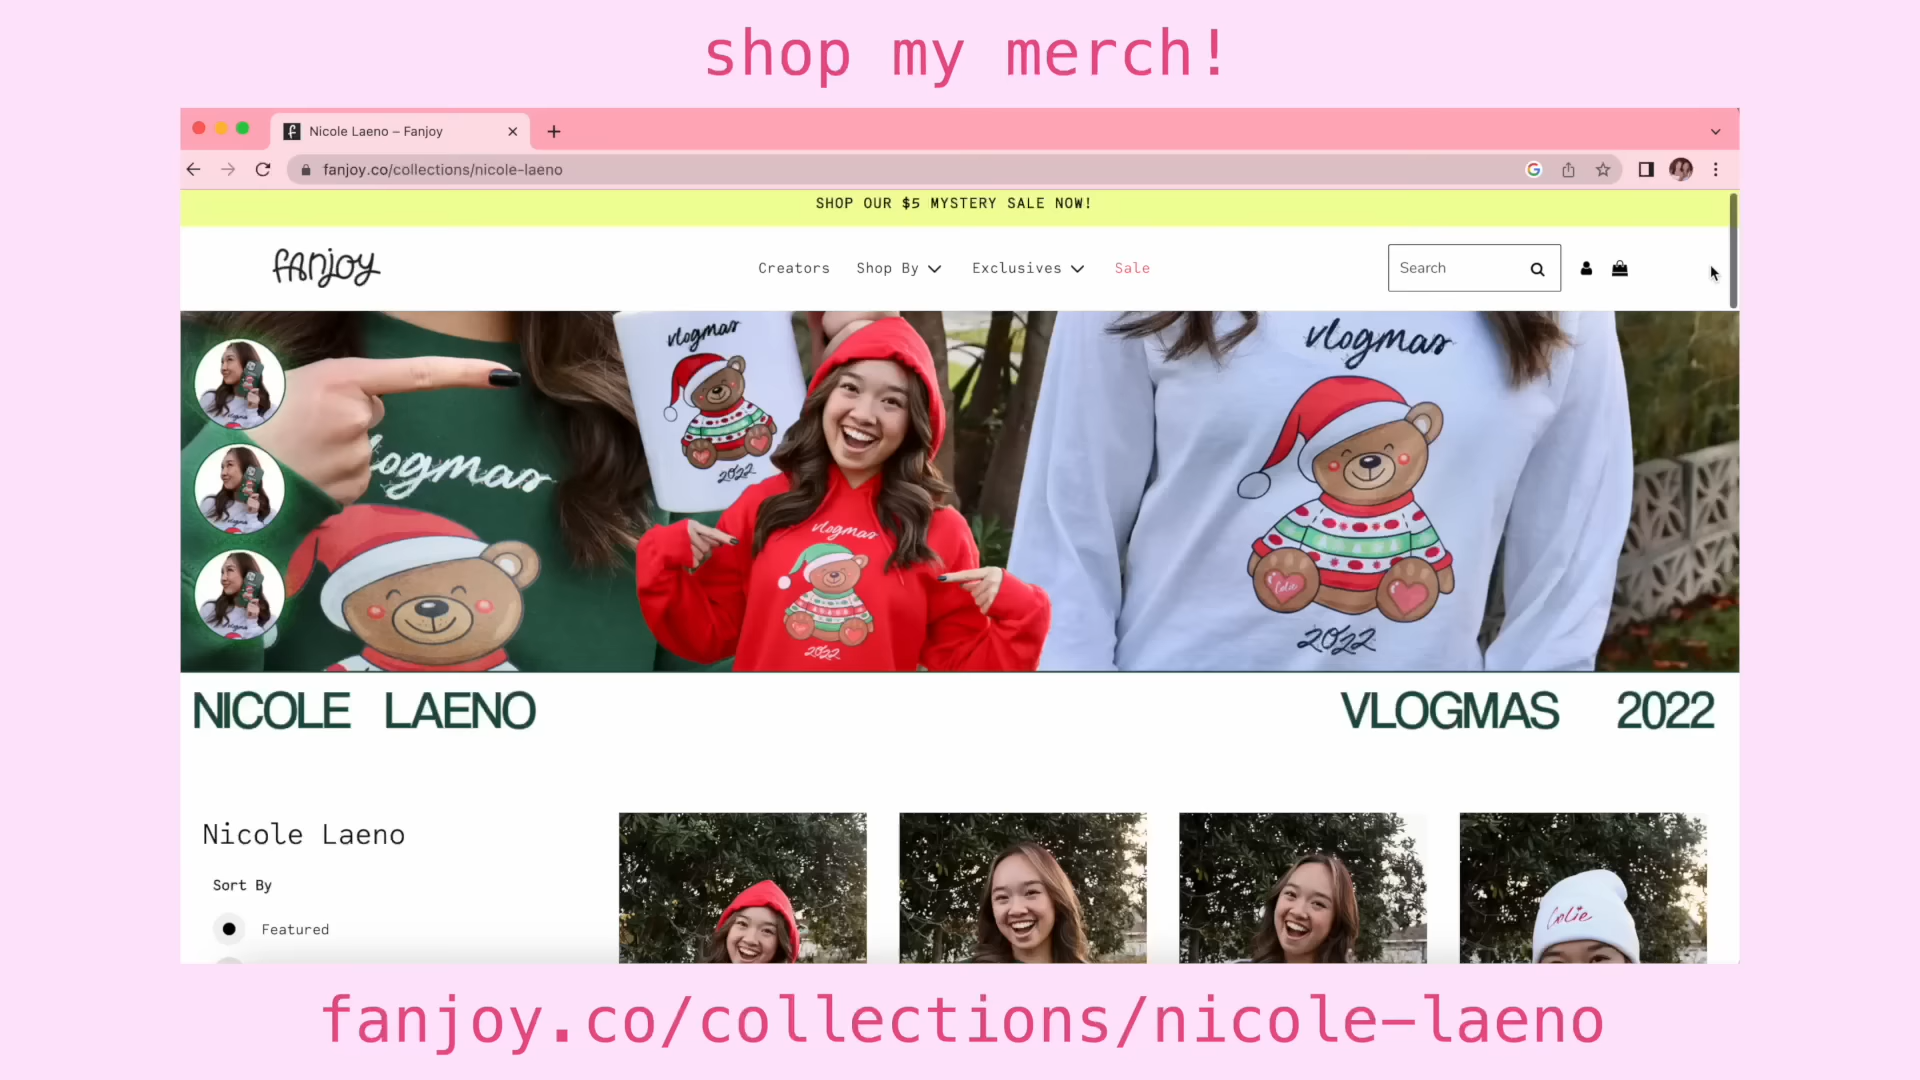 shop my merch!
Nicole Laeno – Fanjoy
fanjoy.co/collections/nicole-laeno
SHOP OUR $5 MYSTERY SALE NOW!
fanjoy
Creators
Shop By
Exclusives
Sale
Search
vlogmas
2022
vlogmas
vlogmas
2022
vlogmas
Colie
2022
NICOLE LAENO
VLOGMAS 2022
Nicole Laeno
Sort By
Featured
Colie
fanjoy.co/collections/nicole-laeno